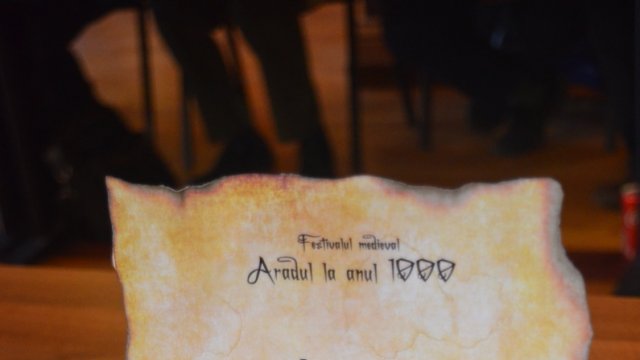 Festivalul medieval
Aradul la anul 1000